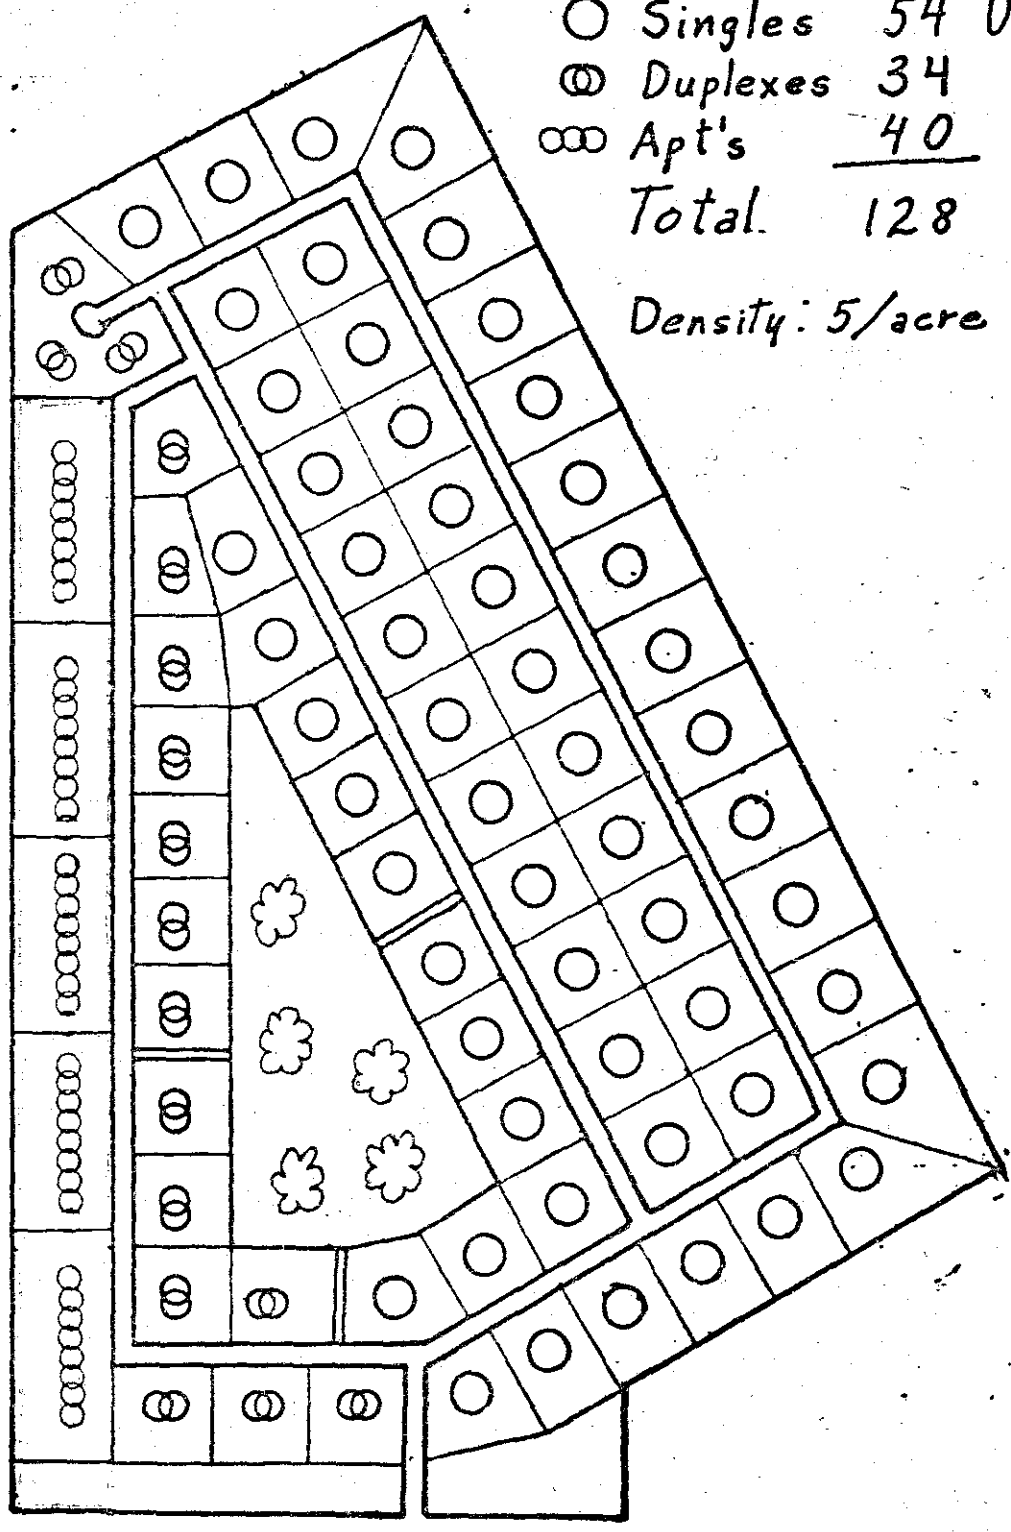 Singles 54 U
Duplexes 34
Apt's 40
Total. 128
Density: 5/acre